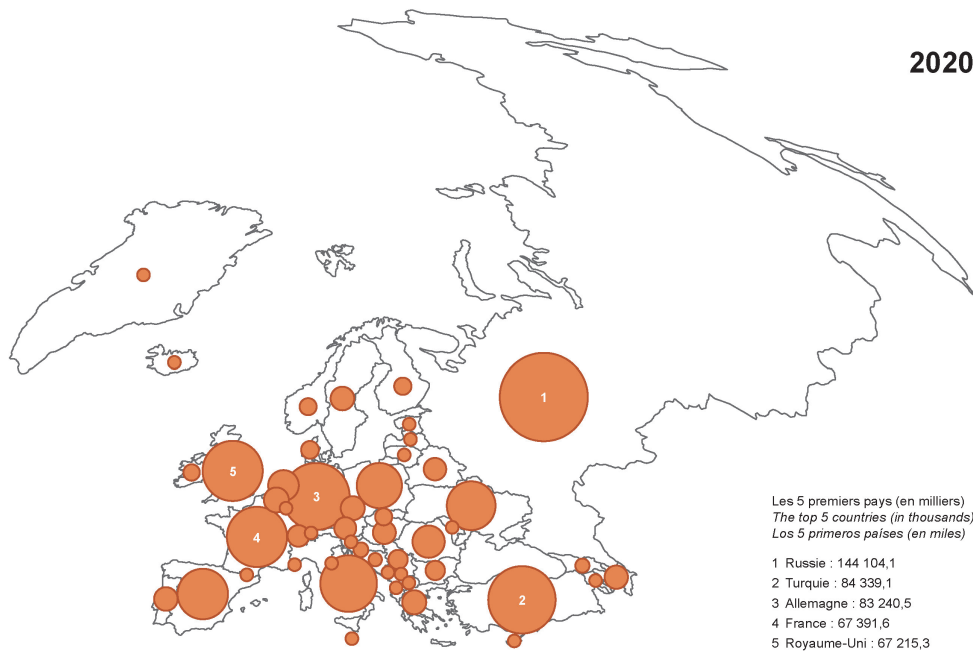 2020
1
5
3
4
2
Les 5 premiers pays (en milliers)
The top 5 countries (in thousands)
Los 5 primeros países (en miles)
1 Russie : 144 104,1
2 Turquie : 84 339,1
3 Allemagne : 83 240,5
4 France : 67 391,6
5 Royaume-Uni : 67 215,3